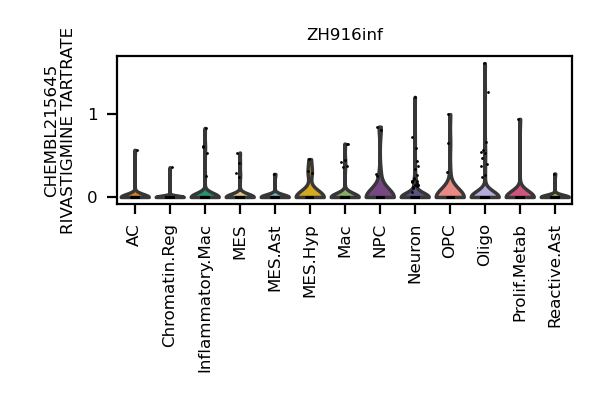 ZH916inf
CHEMBL215645
RIVASTIGMINE TARTRATE
1
0
AC
Chromatin.Reg
Inflammatory.Mac
MES
MES.Ast
MES.Hyp
Mac
NPC
Neuron
OPC
Oligo
Prolif.Metab
Reactive.Ast